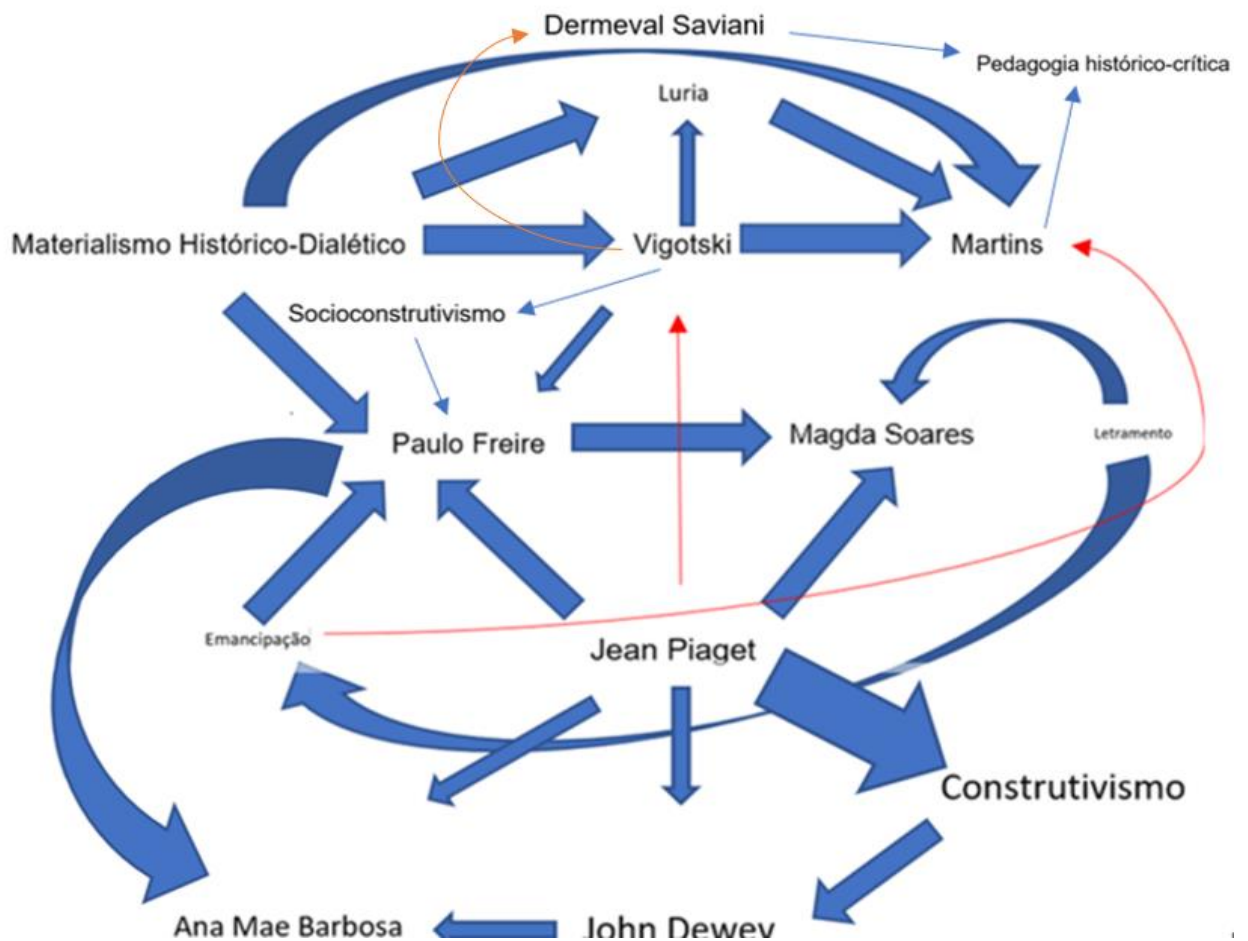 Dermeval Saviani
Pedagogia histórico-crítica
Luria
Materialismo Histórico-Dialético
Vigotski
Martins
Socioconstrutivismo
Paulo Freire
Magda Soares
Letramento
Emancipação
Jean Piaget
Construtivismo
Ana Mae Barbosa
John Dewey